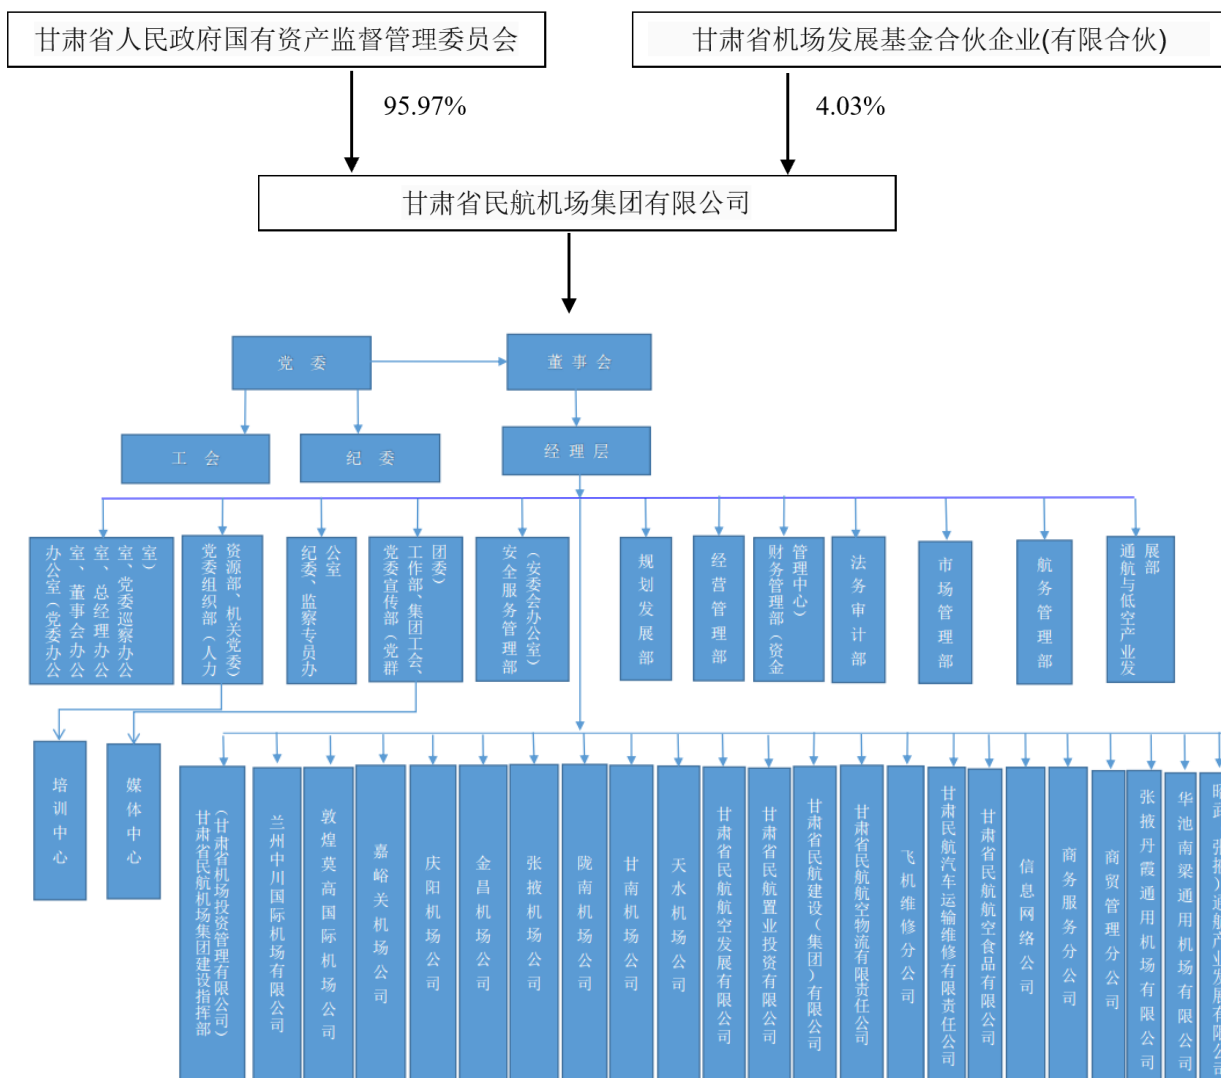 甘肃省人民政府国有资产监督管理委员会
甘肃省机场发展基金合伙企业(有限合伙)
95.97%
4.03%
甘肃省民航机场集团有限公司
党 委
董 事 会
工 会
纪 委
经 理 层
办公室（党委办公
室、董事会办公
室、总经理办公
室、党委巡察办公
室）
党委组织部（人力
资源部、机关党委）
纪委、监察专员办
公室
党委宣传部（党群
工作部、集团工会、
团委）
安全服务管理部
（安委会办公室）
规划发展部
经营管理部
财务管理部（资金
管理中心）
法务审计部
市场管理部
航务管理部
通航与低空产业发
展部
培训中心
媒体中心
甘肃省民航机场集团建设指挥部
（甘肃省机场投资管理有限公司）
兰州中川国际机场有限公司
敦煌莫高国际机场公司
嘉峪关机场公司
庆阳机场公司
金昌机场公司
张掖机场公司
陇南机场公司
甘南机场公司
天水机场公司
甘肃省民航航空发展有限公司
甘肃省民航置业投资有限公司
甘肃省民航建设（集团）有限公司
甘肃省民航航空物流有限责任公司
飞机维修分公司
甘肃民航汽车运输维修有限责任公司
甘肃省民航航空食品有限公司
信息网络公司
商务服务分公司
商贸管理分公司
张掖丹霞通用机场有限公司
华池南梁通用机场有限公司
张掖）通航产业发展有限公司